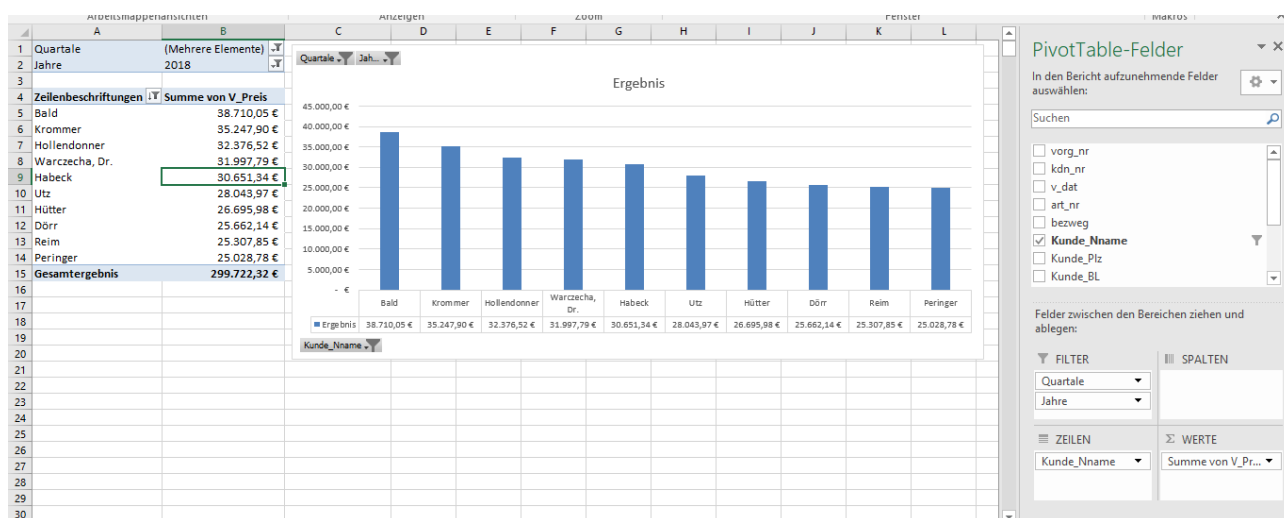 Arbeitsmappenansichten Anzeigen Zoom Fenster Makros
A B C D E F G H I J K L
1 Quartale (Mehrere Elemente)
2 Jahre 2018
3
4 Zeilenbeschriftungen Summe von V_Preis
5 Bald 38.710,05 €
6 Krommer 35.247,90 €
7 Hollendonner 32.376,52 €
8 Warczecha, Dr. 31.997,79 €
9 Habeck 30.651,34 €
10 Utz 28.043,97 €
11 Hütter 26.695,98 €
12 Dörr 25.662,14 €
13 Reim 25.307,85 €
14 Peringer 25.028,78 €
15 Gesamtergebnis 299.722,32 €
16
17
18
19
20
21
22
23
24
25
26
27
28
29
30
Quartale Jah...
Ergebnis
45.000,00 €
40.000,00 €
35.000,00 €
30.000,00 €
25.000,00 €
20.000,00 €
15.000,00 €
10.000,00 €
5.000,00 €
- €
Bald Krommer Hollendonner Warczecha, Dr. Habeck Utz Hütter Dörr Reim Peringer
Ergebnis 38.710,05 € 35.247,90 € 32.376,52 € 31.997,79 € 30.651,34 € 28.043,97 € 26.695,98 € 25.662,14 € 25.307,85 € 25.028,78 €
Kunde_Nname
PivotTable-Felder
In den Bericht aufzunehmende Felder
auswählen:
Suchen
vorg_nr
kdn_nr
v_dat
art_nr
bezweg
Kunde_Nname
Kunde_Plz
Kunde_BL
Felder zwischen den Bereichen ziehen und
ablegen:
FILTER SPALTEN
Quartale
Jahre
ZEILEN Σ WERTE
Kunde_Nname Summe von V_Pr...